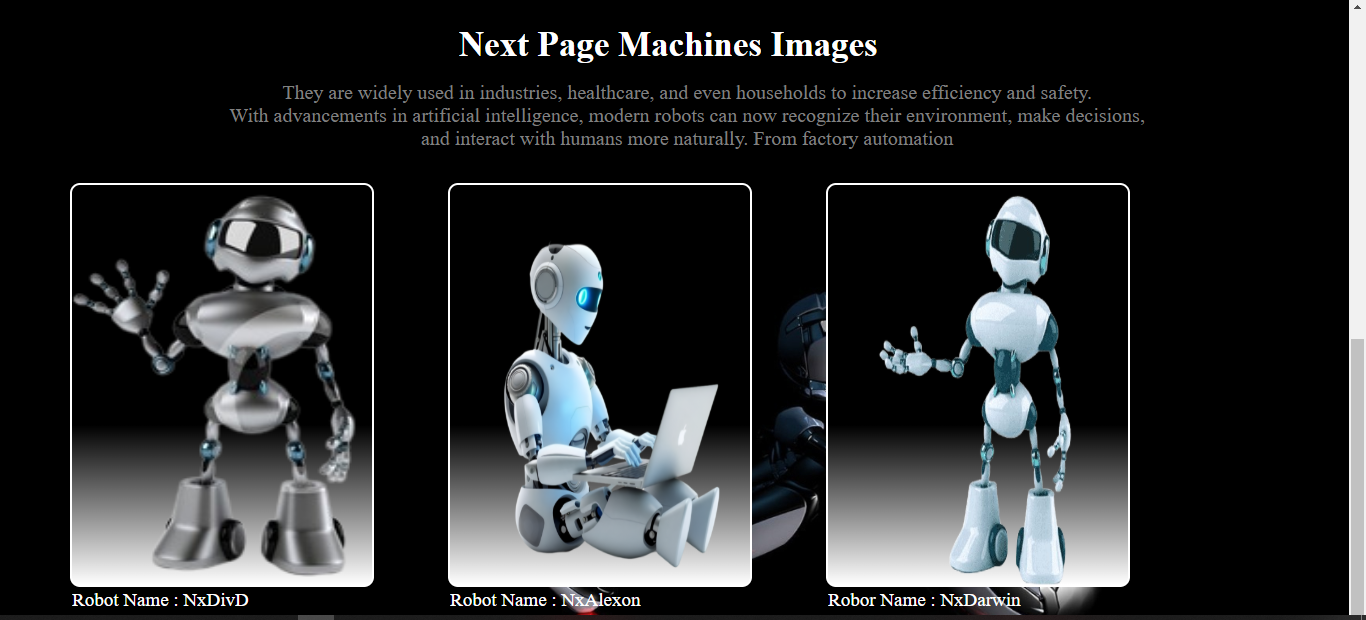 Next Page Machines Images
They are widely used in industries, healthcare, and even households to increase efficiency and safety.
With advancements in artificial intelligence, modern robots can now recognize their environment, make decisions,
and interact with humans more naturally. From factory automation
Robot Name : NxDivD
Robot Name : NxAlexon
Robor Name : NxDarwin